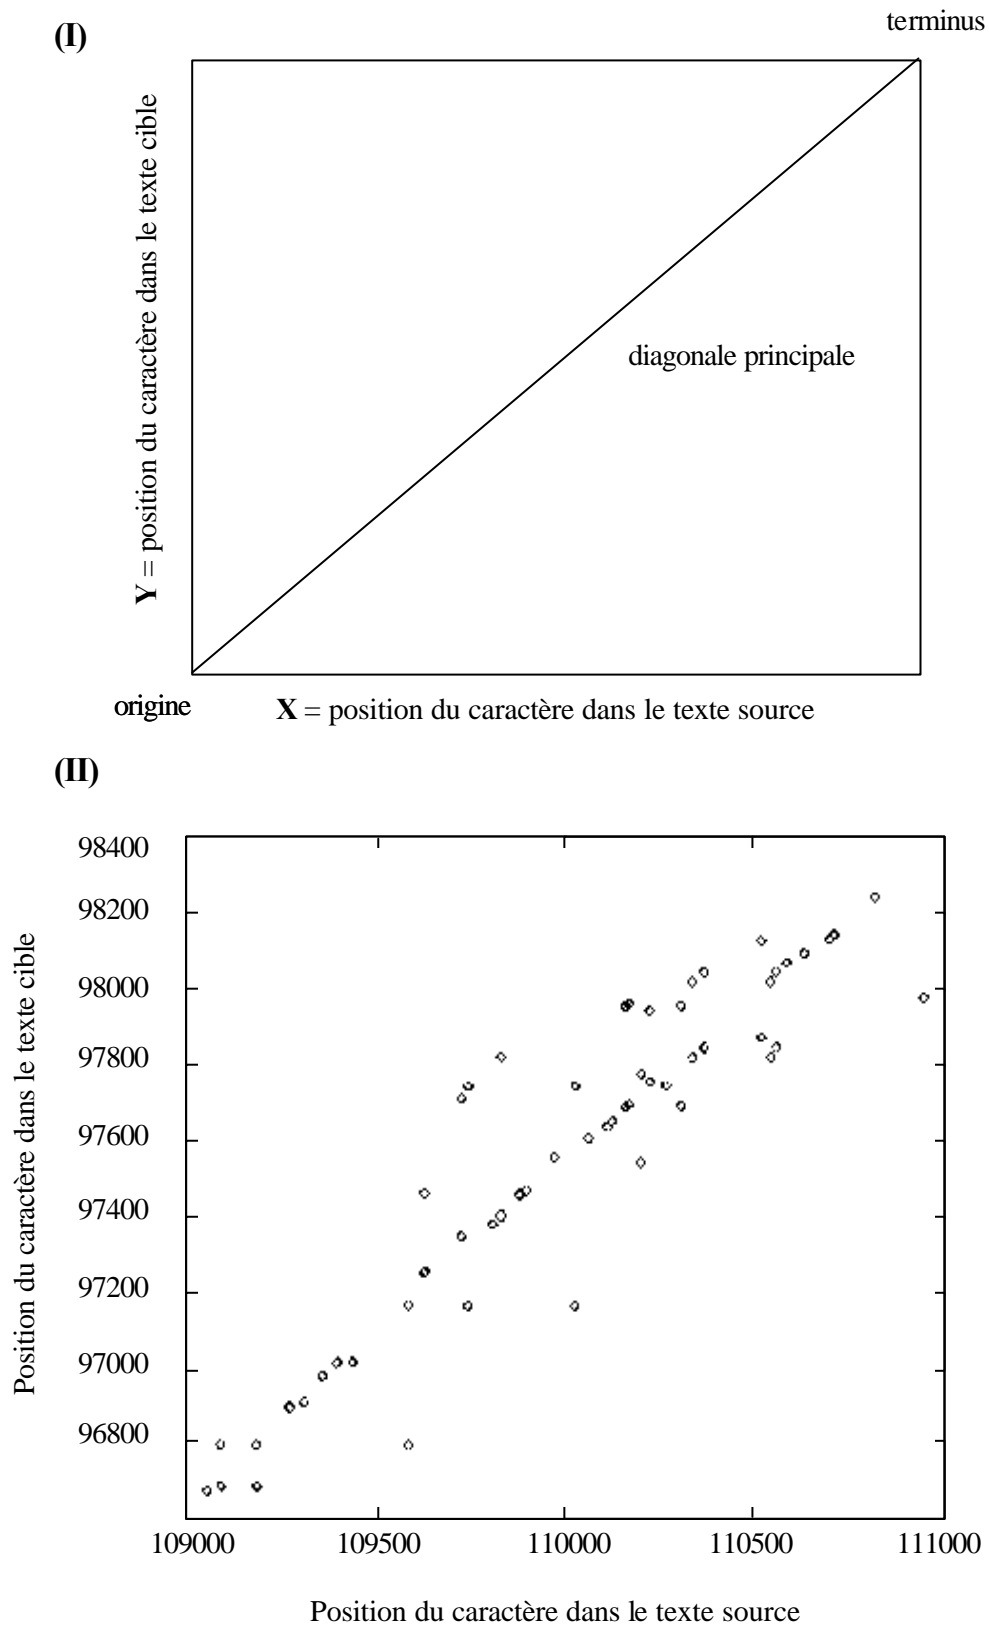 (I)
terminus
Y = position du caractère dans le texte cible
diagonale principale
origine
X = position du caractère dans le texte source
(II)
98400
98200
98000
97800
97600
97400
97200
97000
96800
Position du caractère dans le texte cible
109000 109500 110000 110500 111000
Position du caractère dans le texte source